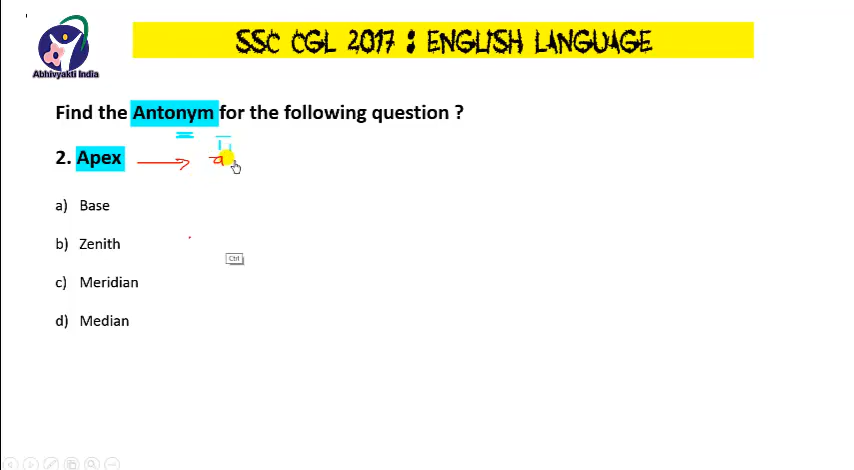 SSC CGL 2017 : ENGLISH LANGUAGE
Abhivyakti India
Find the Antonym for the following question ?
2. Apex
a) Base
b) Zenith
c) Meridian
d) Median
Ctrl